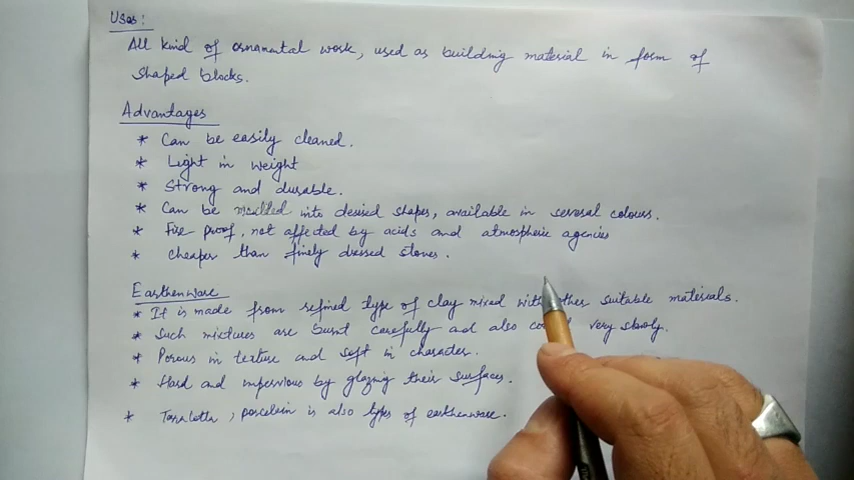 Uses:
All kind of ornamental work, used as building material in form of
shaped blocks.
Advantages
* Can be easily cleaned.
* Light in weight
* Strong and durable.
* Can be moulded into desired shapes, available in several colours.
* Fire proof, not affected by acids and atmospheric agencies
* Cheaper than finely dressed stones.
Earthenware
* It is made from refined type of clay mixed with other suitable materials.
* Such mixtures are burnt carefully and also very slowly.
* Porous in texture and soft in character.
* Hard and impervious by glazing their surfaces.
* , porcelain is also types of earthenware.